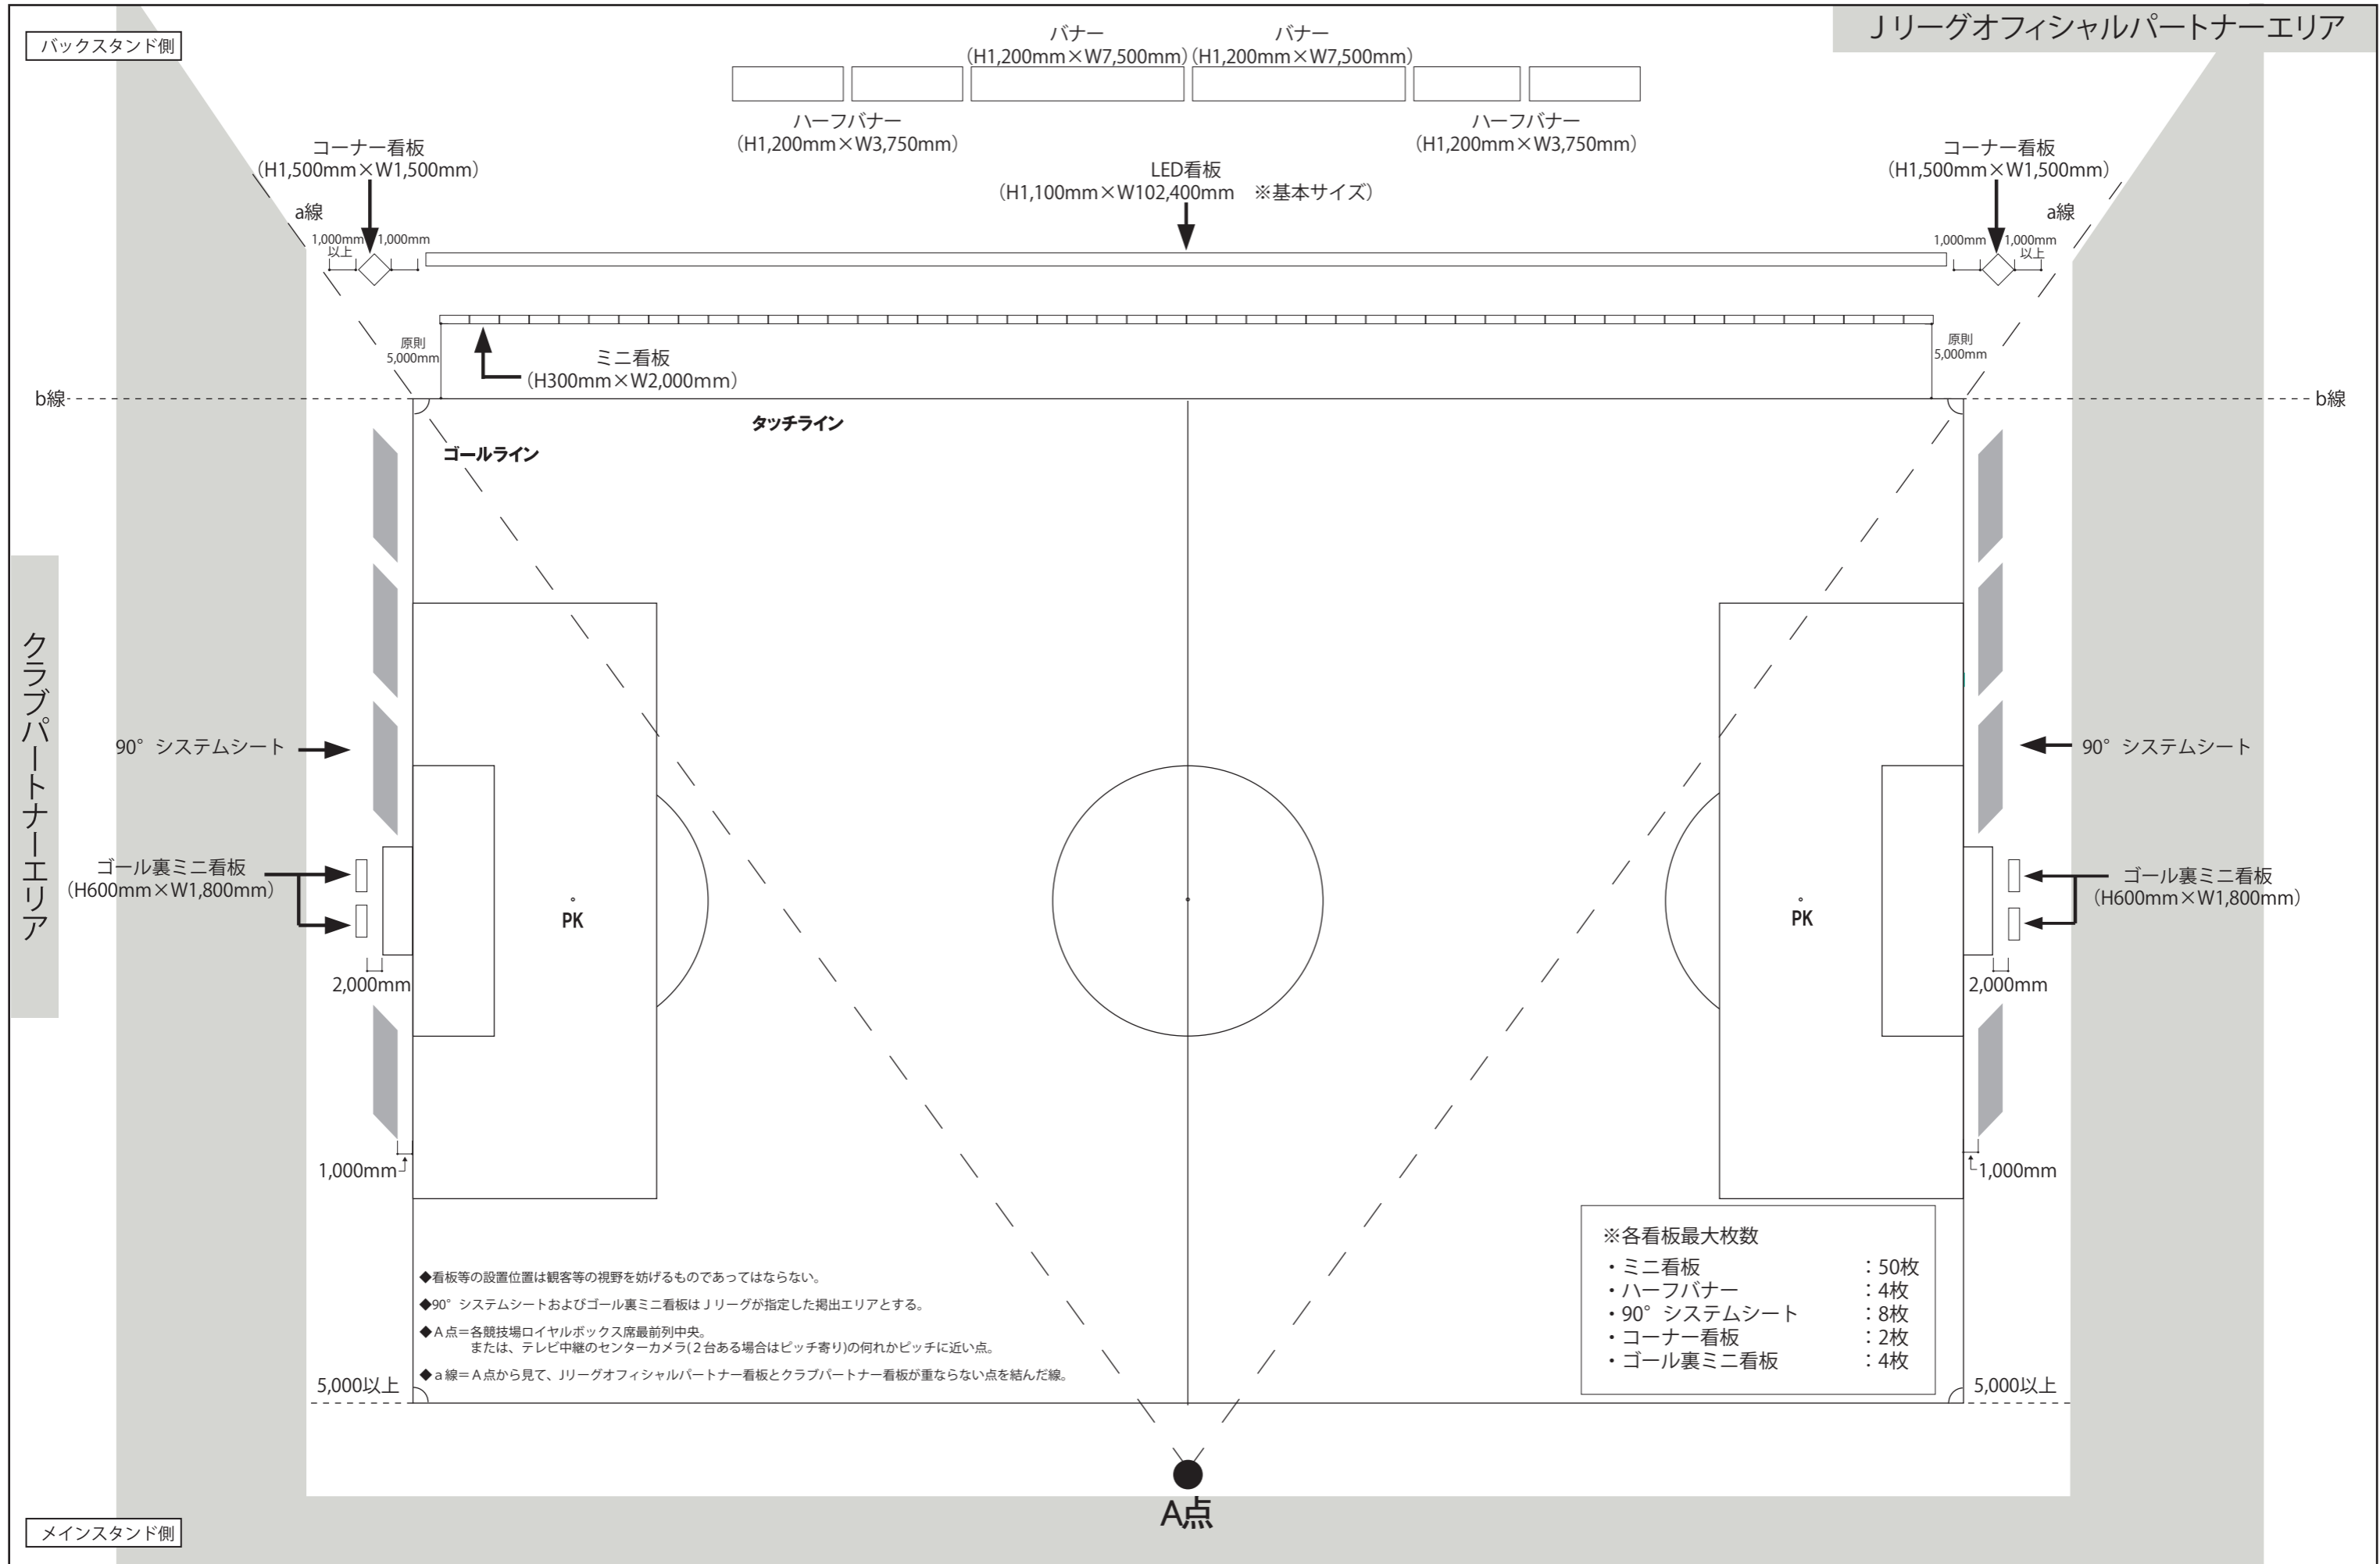 バックスタンド側
Jリーグオフィシャルパートナーエリア
バナー
(H1,200mm×W7,500mm)
バナー
(H1,200mm×W7,500mm)
ハーフバナー
(H1,200mm×W3,750mm)
ハーフバナー
(H1,200mm×W3,750mm)
コーナー看板
(H1,500mm×W1,500mm)
LED看板
(H1,100mm×W102,400mm ※基本サイズ)
コーナー看板
(H1,500mm×W1,500mm)
a線
a線
1,000mm
以上
1,000mm
1,000mm
1,000mm
以上
原則
5,000mm
ミニ看板
(H300mm×W2,000mm)
原則
5,000mm
b線
b線
タッチライン
ゴールライン
クラブパートナーエリア
90°システムシート
90°システムシート
ゴール裏ミニ看板
(H600mm×W1,800mm)
ゴール裏ミニ看板
(H600mm×W1,800mm)
PK
PK
2,000mm
2,000mm
1,000mm
1,000mm
※各看板最大枚数
・ミニ看板 :50枚
・ハーフバナー :4枚
・90°システムシート :8枚
・コーナー看板 :2枚
・ゴール裏ミニ看板 :4枚
◆看板等の設置位置は観客等の視野を妨げるものであってはならない。
◆90°システムシートおよびゴール裏ミニ看板はJリーグが指定した掲出エリアとする。
◆A点=各競技場ロイヤルボックス席最前列中央。
または、テレビ中継のセンターカメラ(2台ある場合はピッチ寄り)の何れかピッチに近い点。
◆a線=A点から見て、Jリーグオフィシャルパートナー看板とクラブパートナー看板が重ならない点を結んだ線。
5,000以上
5,000以上
A点
メインスタンド側